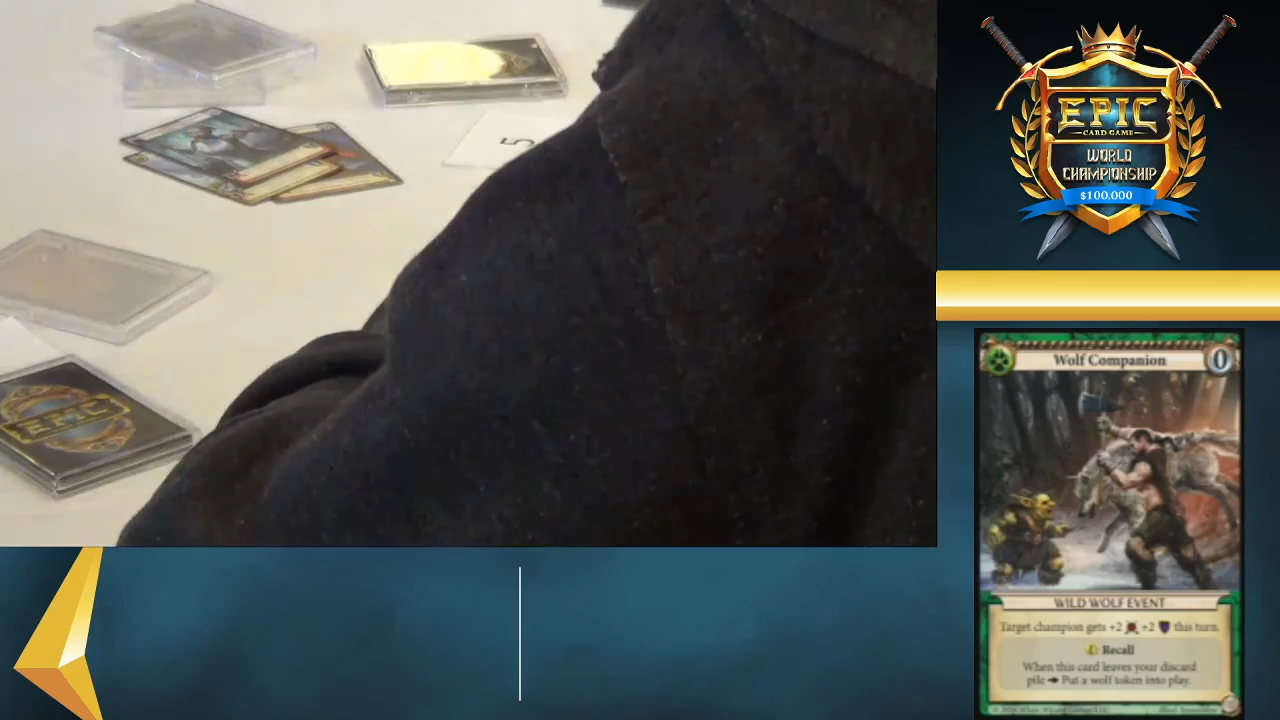 5
EPIC
EPIC
CARD GAME
WORLD
CHAMPIONSHIP
$100,000
Wolf Companion
0
WILD WOLF EVENT
Target champion gets +2 +2 this turn.
Recall
When this card leaves your discard
pile ➡ Put a wolf token into play.